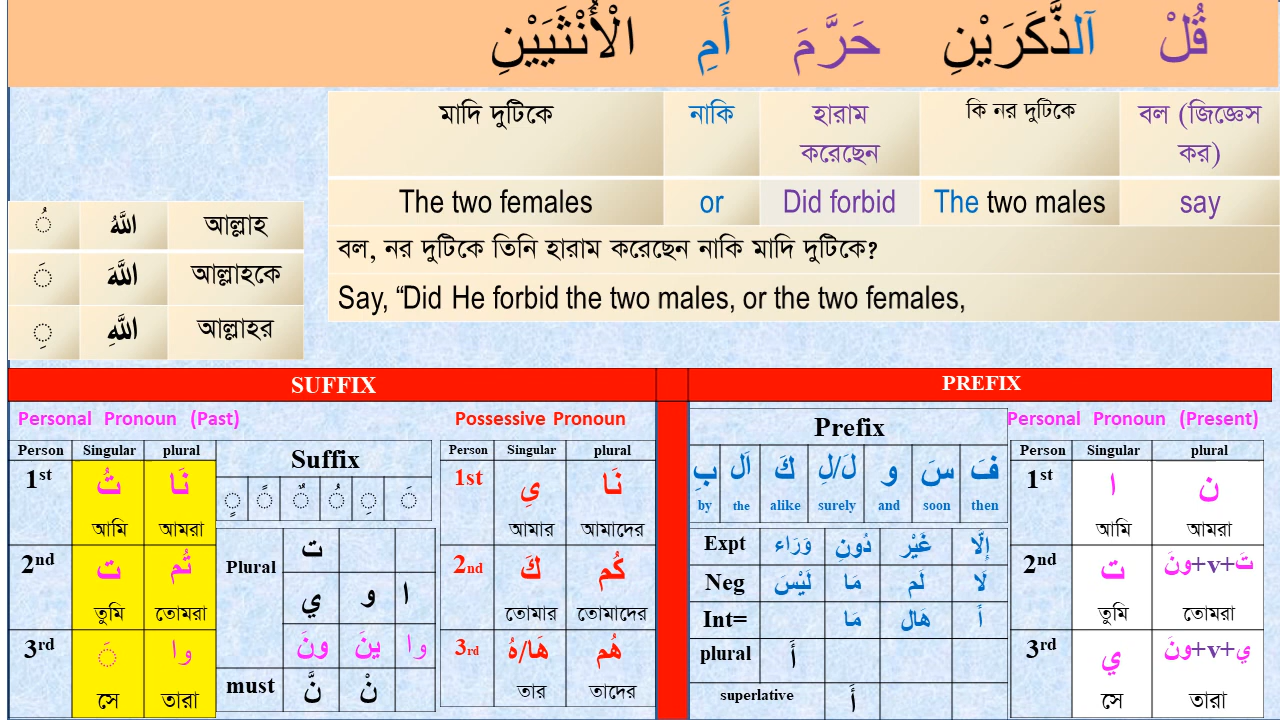 قُلْ آلذَّكَرَيْنِ حَرَّمَ أَمِ الْأُنْثَيَيْنِ
মাদি দুটিকে নাকি হারাম করেছেন কি নর দুটিকে বল (জিজ্ঞেস কর)
The two females or Did forbid The two males say
বল, নর দুটিকে তিনি হারাম করেছেন নাকি মাদি দুটিকে?
Say, “Did He forbid the two males, or the two females,
ُ اللَّهُ আল্লাহ
َ اللَّهَ আল্লাহকে
ِ اللَّهِ আল্লাহর
SUFFIX
Personal Pronoun (Past)
Person Singular plural
1st تُ نَا
আমি আমরা
2nd ت تُم
তুমি তোমরা
3rd َ وا
সে তারা
Suffix
ٍ ً ٌ ُ ِ َ
Plural ت
ي و ا
ونَ ينَ وا
must نَّ نْ
Possessive Pronoun
Person Singular plural
1st ىِ نَا
আমার আমাদের
2nd كَ كُم
তোমার তোমাদের
3rd هَا/هُ هُم
তার তাদের
PREFIX
Prefix
بِ اَل كَ لَ/لِ و سَ فَ
by the alike surely and soon then
Expt وَرَاء دُونِ غَيْر إِلَّا
Neg لَيْسَ مَا لَم لَا
Int= مَا هَال أَ
plural أَ
superlative أَ
Personal Pronoun (Present)
Person Singular plural
1st ا ن
আমি আমরা
2nd ت تَ+v+ونَ
তুমি তোমরা
3rd ي ي+v+ونَ
সে তারা